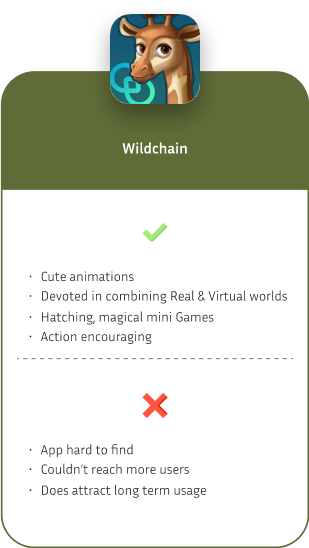 Wildchain
· Cute animations
· Devoted in combining Real & Virtual worlds
· Hatching, magical mini Games
· Action encouraging
· App hard to find
· Couldn't reach more users
· Does attract long term usage